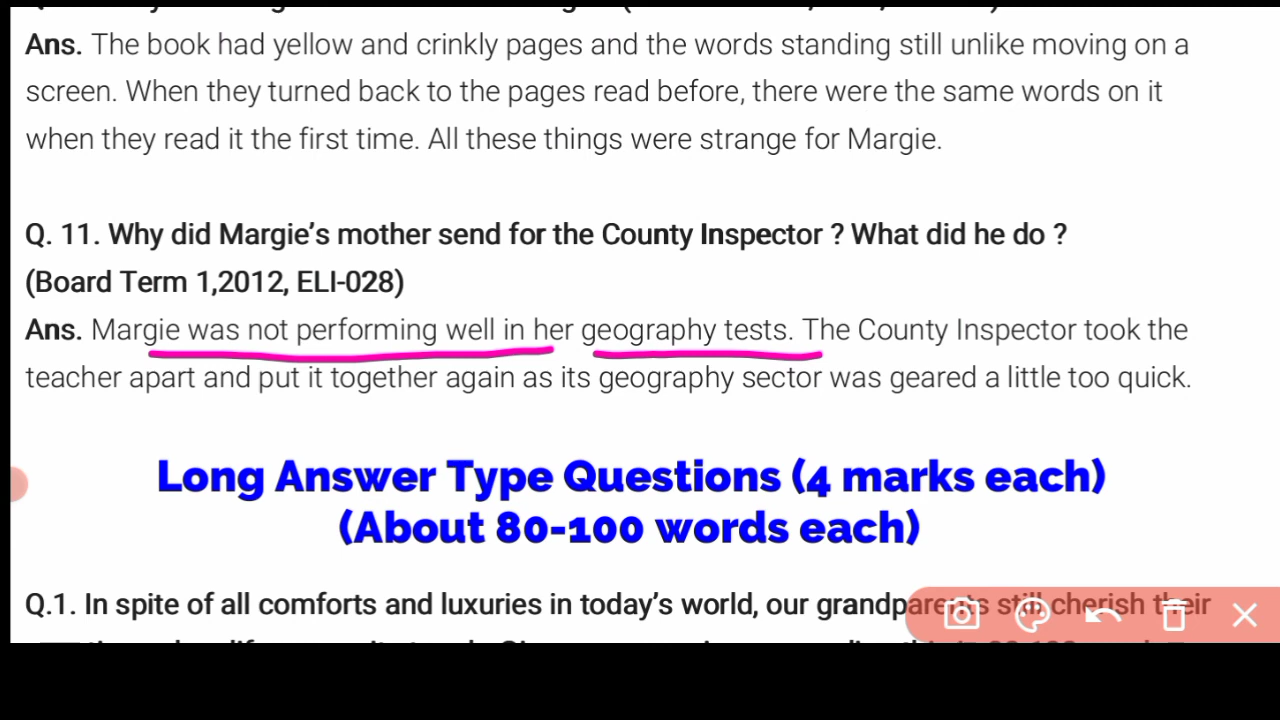 Ans. The book had yellow and crinkly pages and the words standing still unlike moving on a
screen. When they turned back to the pages read before, there were the same words on it
when they read it the first time. All these things were strange for Margie.
Q. 11. Why did Margie's mother send for the County Inspector ? What did he do ?
(Board Term 1,2012, ELI-028)
Ans. Margie was not performing well in her geography tests. The County Inspector took the
teacher apart and put it together again as its geography sector was geared a little too quick.
Long Answer Type Questions (4 marks each)
(About 80-100 words each)
Q.1. In spite of all comforts and luxuries in today's world, our grandparents still cherish their